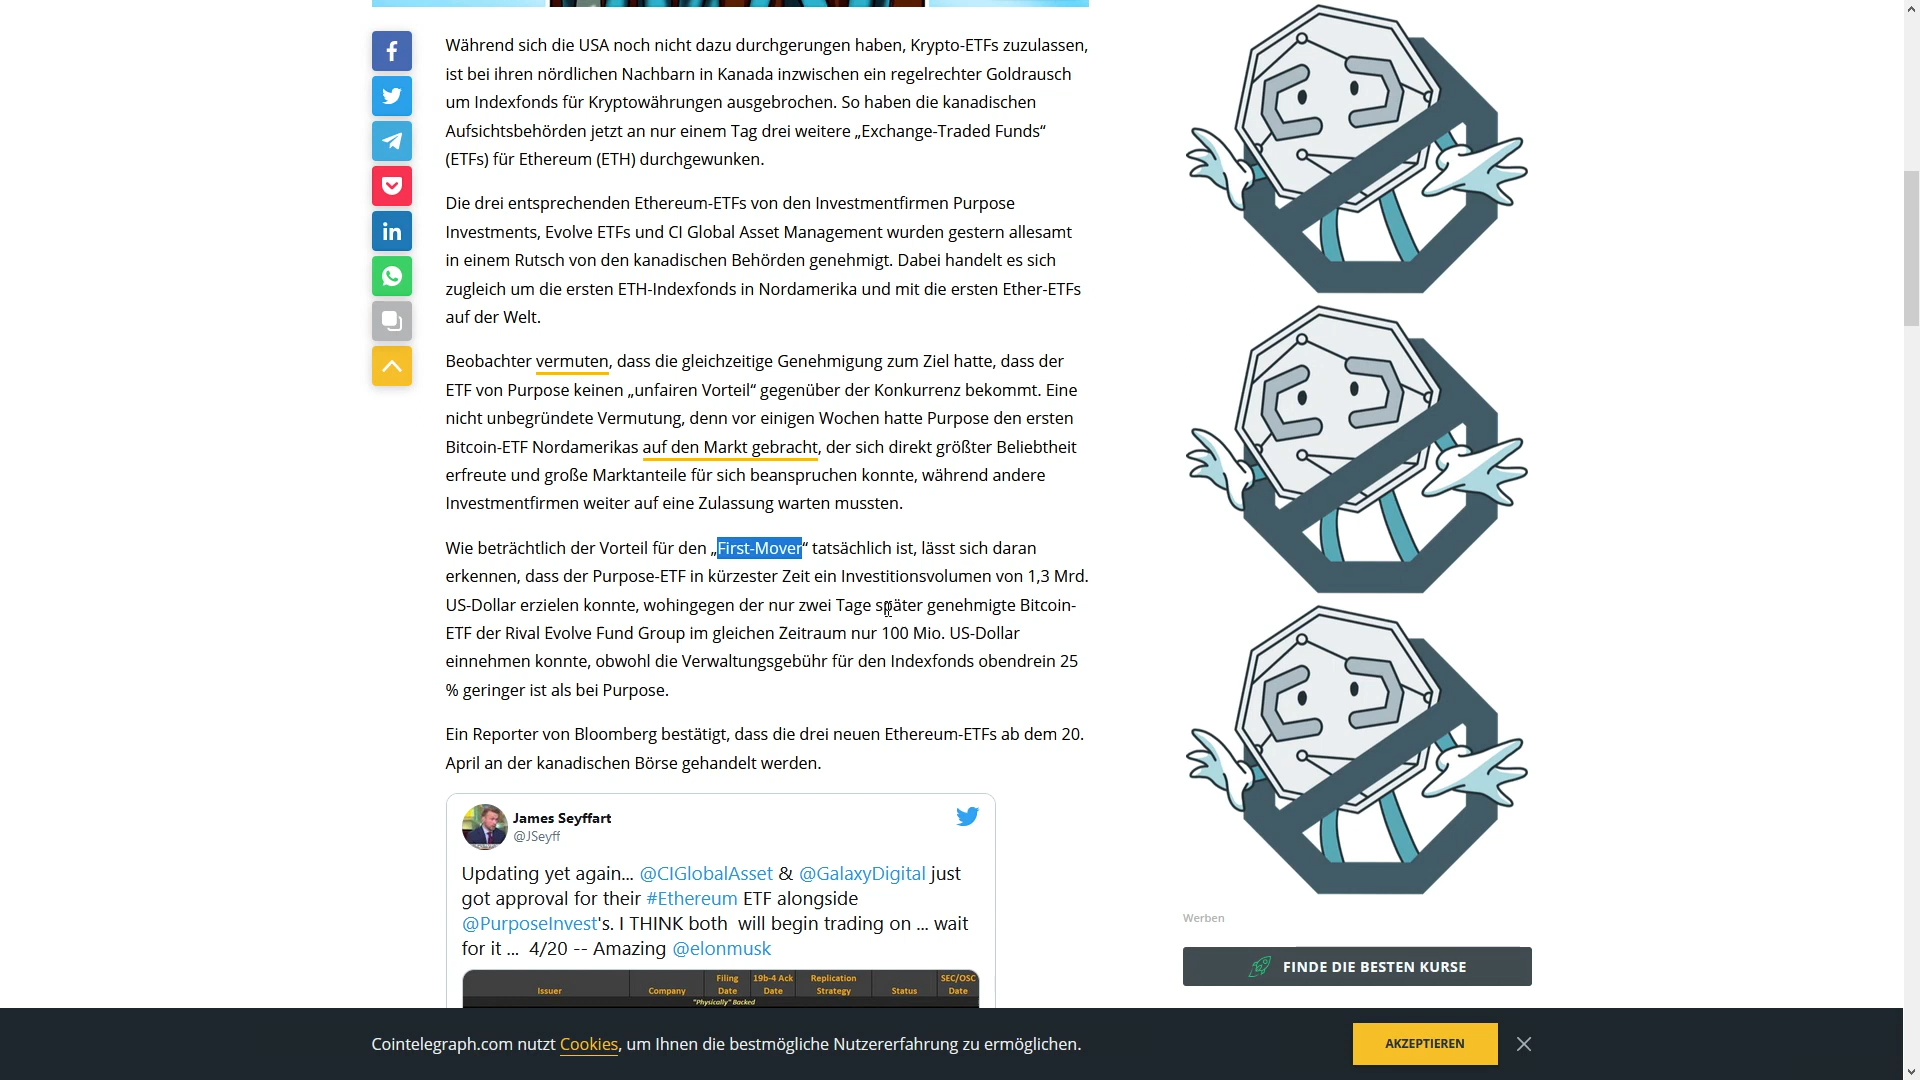 Während sich die USA noch nicht dazu durchgerungen haben, Krypto-ETFs zuzulassen,
ist bei ihren nördlichen Nachbarn in Kanada inzwischen ein regelrechter Goldrausch
um Indexfonds für Kryptowährungen ausgebrochen. So haben die kanadischen
Aufsichtsbehörden jetzt an nur einem Tag drei weitere „Exchange-Traded Funds“
(ETFs) für Ethereum (ETH) durchgewunken.
Die drei entsprechenden Ethereum-ETFs von den Investmentfirmen Purpose
Investments, Evolve ETFs und CI Global Asset Management wurden gestern allesamt
in einem Rutsch von den kanadischen Behörden genehmigt. Dabei handelt es sich
zugleich um die ersten ETH-Indexfonds in Nordamerika und mit die ersten Ether-ETFs
auf der Welt.
Beobachter vermuten, dass die gleichzeitige Genehmigung zum Ziel hatte, dass der
ETF von Purpose keinen „unfairen Vorteil“ gegenüber der Konkurrenz bekommt. Eine
nicht unbegründete Vermutung, denn vor einigen Wochen hatte Purpose den ersten
Bitcoin-ETF Nordamerikas auf den Markt gebracht, der sich direkt größter Beliebtheit
erfreute und große Marktanteile für sich beanspruchen konnte, während andere
Investmentfirmen weiter auf eine Zulassung warten mussten.
Wie beträchtlich der Vorteil für den „First-Mover“ tatsächlich ist, lässt sich daran
erkennen, dass der Purpose-ETF in kürzester Zeit ein Investitionsvolumen von 1,3 Mrd.
US-Dollar erzielen konnte, wohingegen der nur zwei Tage später genehmigte Bitcoin-
ETF der Rival Evolve Fund Group im gleichen Zeitraum nur 100 Mio. US-Dollar
einnehmen konnte, obwohl die Verwaltungsgebühr für den Indexfonds obendrein 25
% geringer ist als bei Purpose.
Ein Reporter von Bloomberg bestätigt, dass die drei neuen Ethereum-ETFs ab dem 20.
April an der kanadischen Börse gehandelt werden.
James Seyffart
@JSeyff
Updating yet again... @CIGlobalAsset & @GalaxyDigital just
got approval for their #Ethereum ETF alongside
@PurposeInvest's. I THINK both will begin trading on ... wait
for it ... 4/20 -- Amazing @elonmusk
Filing 19b-4 Ack Replication SEC/OSC
Issuer Company Date Date Strategy Status Date
"Physically" Backed
Werben
FINDE DIE BESTEN KURSE
Cointelegraph.com nutzt Cookies, um Ihnen die bestmögliche Nutzererfahrung zu ermöglichen.
AKZEPTIEREN